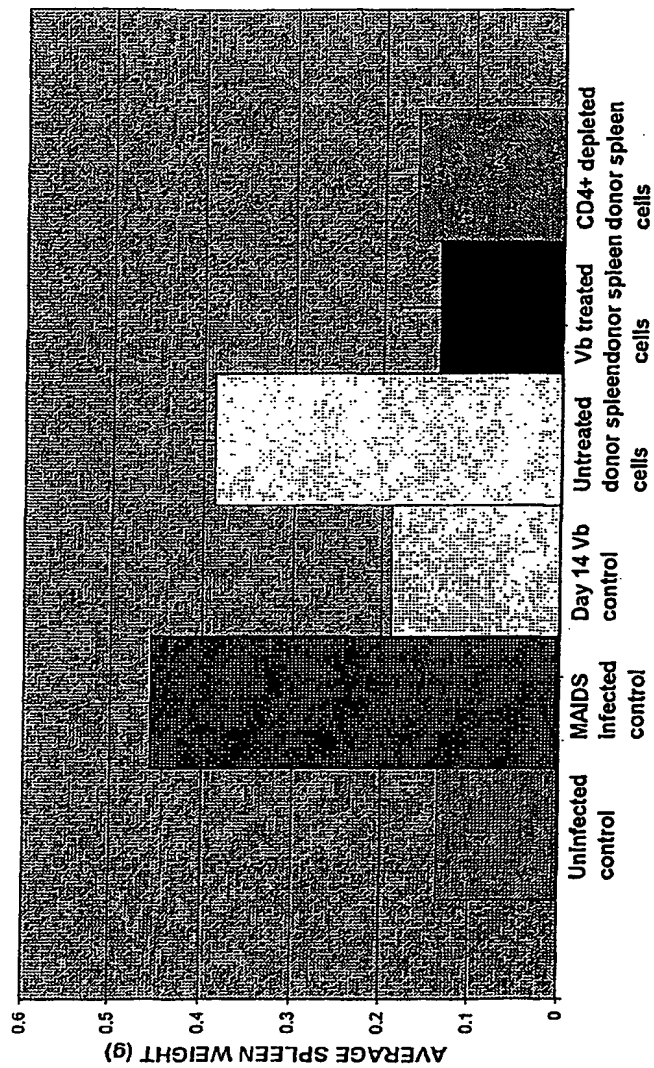 AVERAGE SPLEEN WEIGHT (g)
0.6
0.5
0.4
0.3
0.2
0.1
0
Uninfected
control
MAIDS
Infected
control
Day 14 Vb
control
Untreated
donor spleen
cells
Vb treated
donor spleen
cells
CD4+ depleted
donor spleen
cells